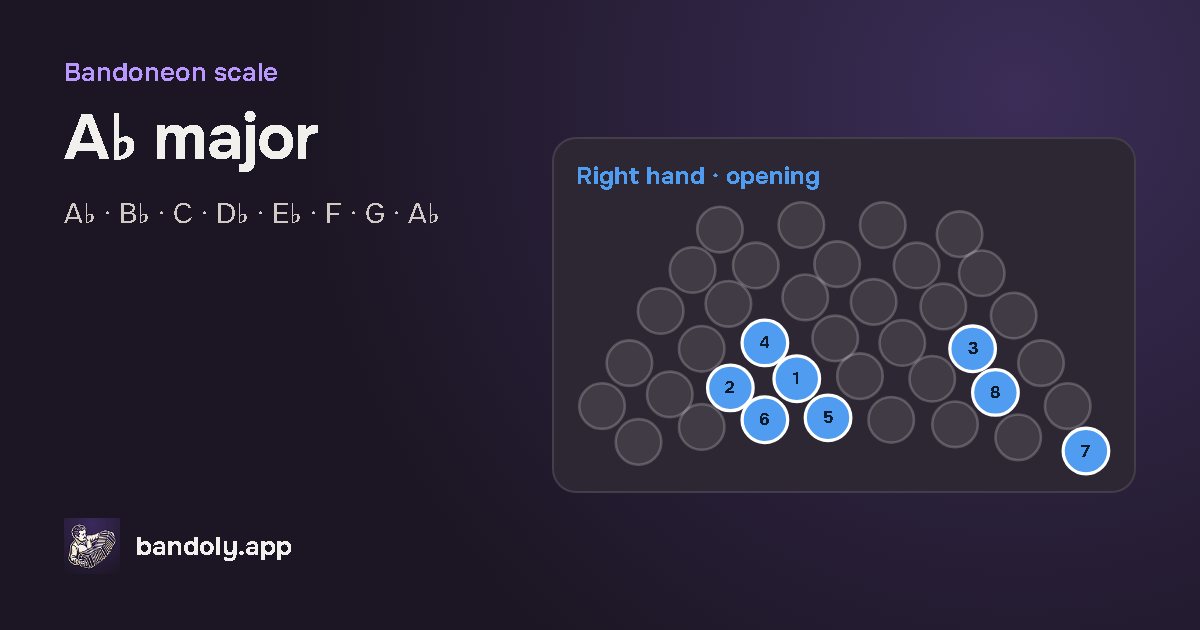 Bandoneon scale
A♭ major
A♭ · B♭ · C · D♭ · E♭ · F · G · A♭
Right hand · opening
4
3
1
2
8
6
5
7
bandoly.app